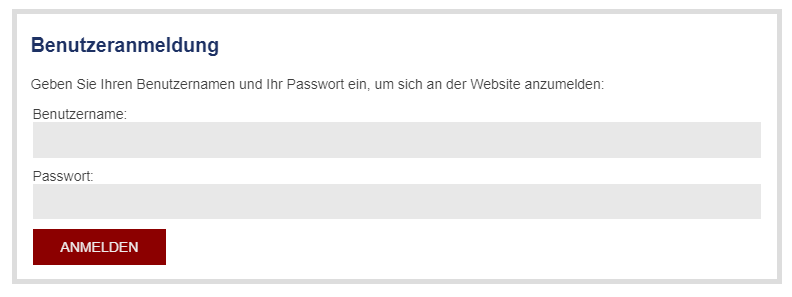 Benutzeranmeldung
Geben Sie Ihren Benutzernamen und Ihr Passwort ein, um sich an der Website anzumelden:
Benutzername:
Passwort:
ANMELDEN